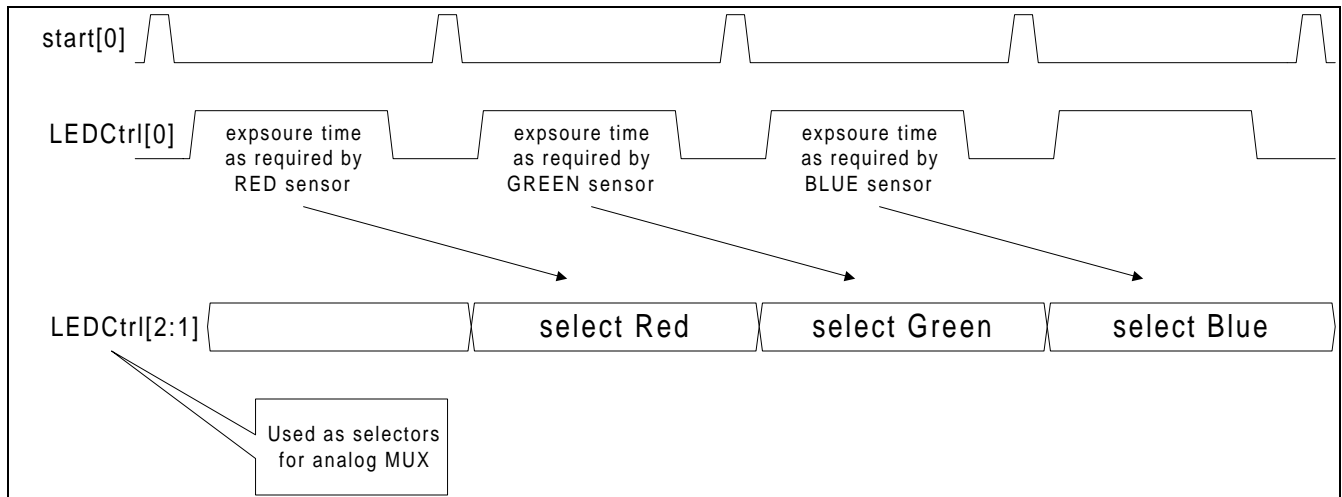 start[0]
LEDCtrl[0]
expsoure time
as required by
RED sensor
expsoure time
as required by
GREEN sensor
expsoure time
as required by
BLUE sensor
LEDCtrl[2:1]
select Red
select Green
select Blue
Used as selectors
for analog MUX